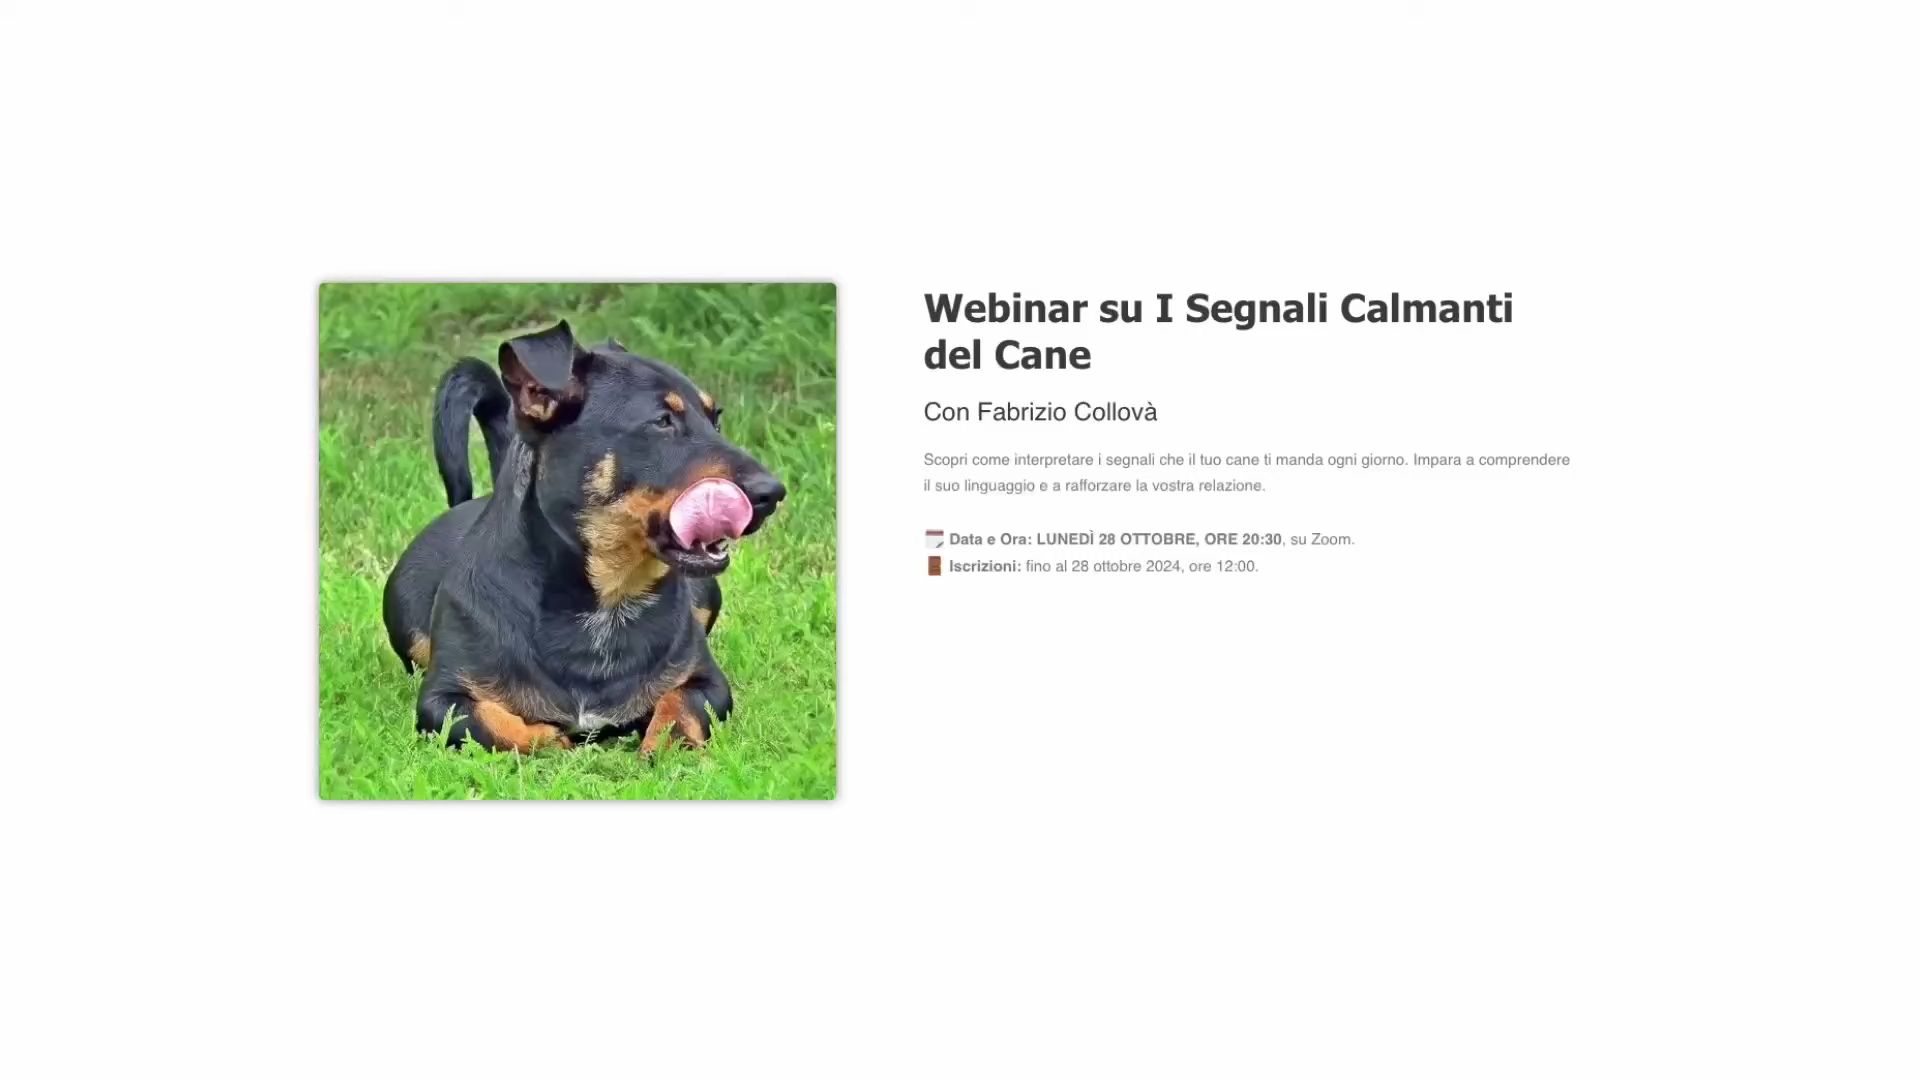 Webinar su I Segnali Calmanti
del Cane
Con Fabrizio Collovà
Scopri come interpretare i segnali che il tuo cane ti manda ogni giorno. Impara a comprendere
il suo linguaggio e a rafforzare la vostra relazione.
Data e Ora: LUNEDÌ 28 OTTOBRE, ORE 20:30, su Zoom.
Iscrizioni: fino al 28 ottobre 2024, ore 12:00.